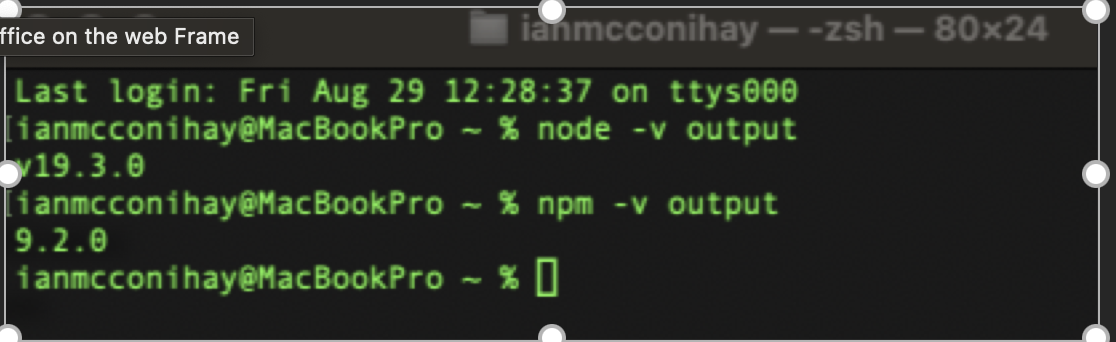 ffice on the web Frame
ianmcconihay — -zsh — 80×24
Last login: Fri Aug 29 12:28:37 on ttys000
[ianmcconihay@MacBookPro ~ % node -v output
v19.3.0
[ianmcconihay@MacBookPro ~ % npm -v output
9.2.0
ianmcconihay@MacBookPro ~ %